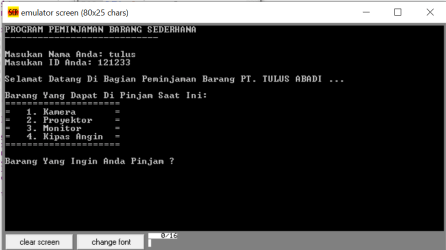 emulator screen (80x25 chars)
PROGRAM PEMINJAMAN BARANG SEDERHANA
----------------------------
Masukan Nama Anda: tulus
Masukan ID Anda: 121233
Selamat Datang Di Bagian Peminjaman Barang PT. TULUS ABADI ...
Barang Yang Dapat Di Pinjam Saat Ini:
=====================
= 1. Kamera =
= 2. Proyektor =
= 3. Monitor =
= 4. Kipas Angin =
=====================
Barang Yang Ingin Anda Pinjam ?
clear screen change font 0/16